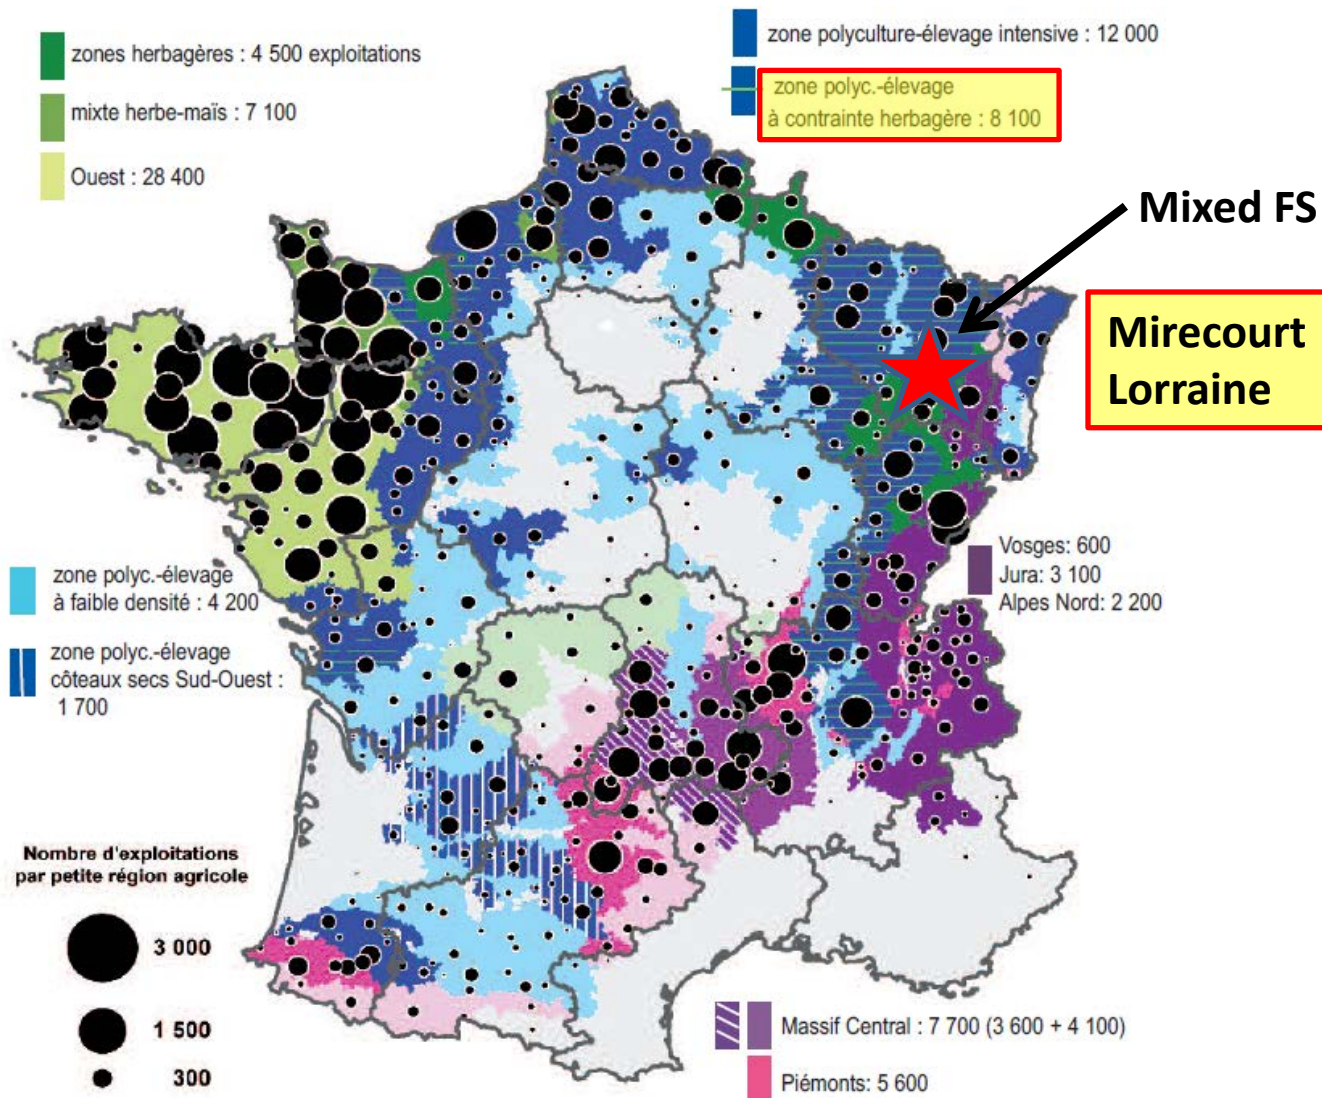 zones herbagères : 4 500 exploitations
mixte herbe-maïs : 7 100
Ouest : 28 400
zone polyculture-élevage intensive : 12 000
zone polyc.-élevage
à contrainte herbagère : 8 100
Mixed FS
Mirecourt
Lorraine
zone polyc.-élevage
à faible densité : 4 200
zone polyc.-élevage
côteaux secs Sud-Ouest :
1 700
Vosges: 600
Jura: 3 100
Alpes Nord: 2 200
Nombre d'exploitations
par petite région agricole
3 000
1 500
300
Massif Central : 7 700 (3 600 + 4 100)
Piémonts: 5 600